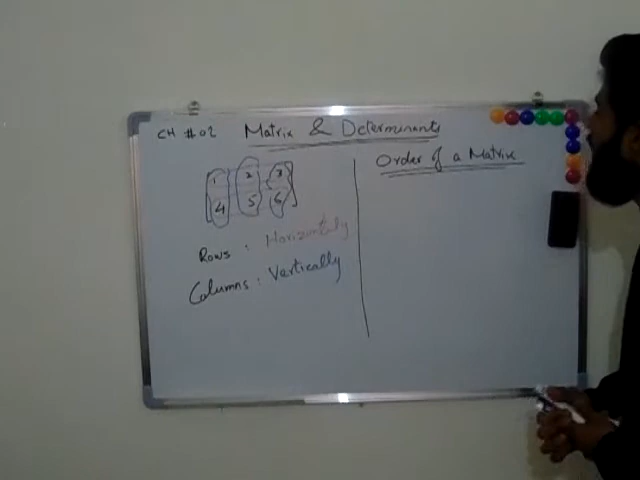 CH # 02 Matrix & Determinants
1 2 3
4 5 6
Rows : Horizontally
Columns : Vertically
Order of a Matrix